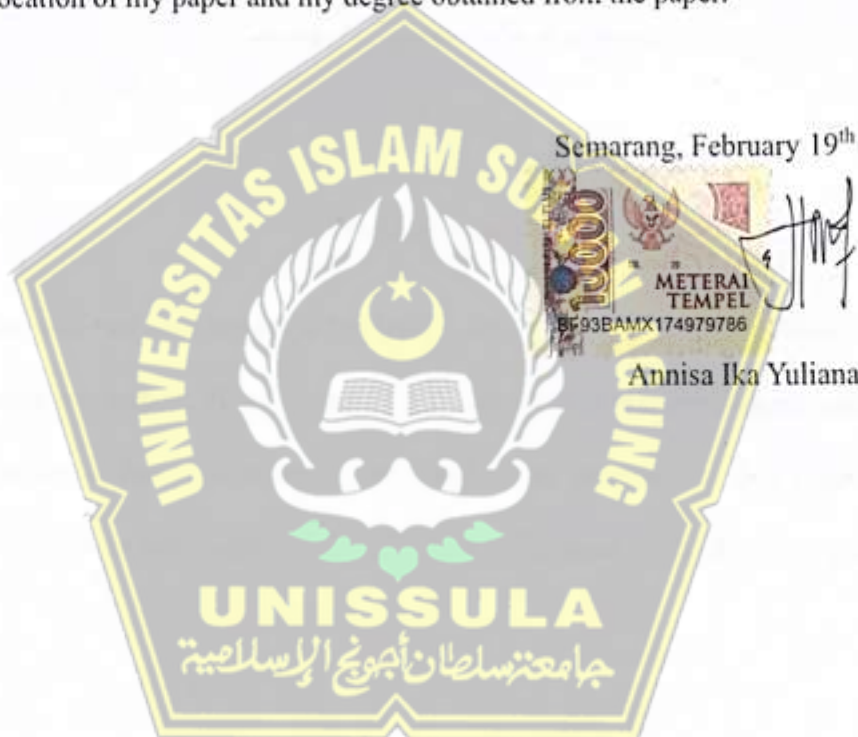 location of my paper and my degree obtained from the paper.
Semarang, February 19th
10000
METERAI
TEMPEL
BF93BAMX174979786
Annisa Ika Yuliana
UNIVERSITAS ISLAM SULTAN AGUNG
UNISSULA
جامعة سلطان أجونج الإسلامية